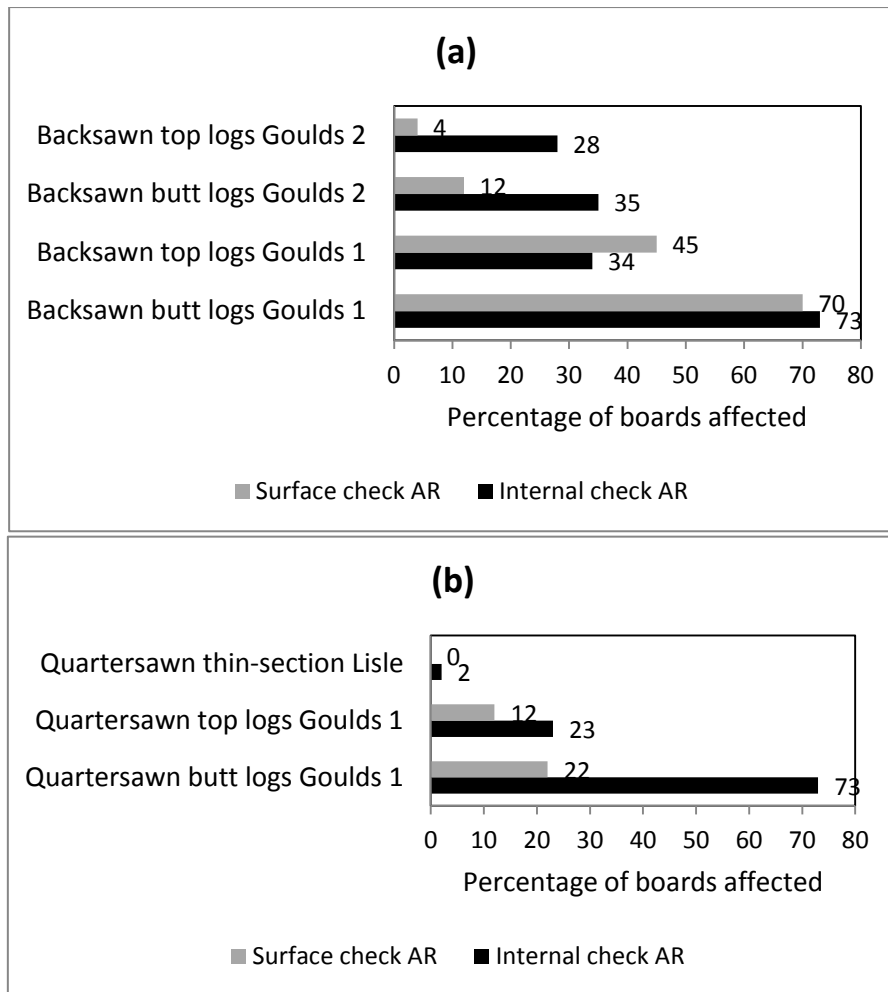 (a)
Backsawn top logs Goulds 2
4
28
Backsawn butt logs Goulds 2
12
35
Backsawn top logs Goulds 1
45
34
Backsawn butt logs Goulds 1
70
73
0 10 20 30 40 50 60 70 80
Percentage of boards affected
Surface check AR Internal check AR
(b)
Quartersawn thin-section Lisle
0
2
Quartersawn top logs Goulds 1
12
23
Quartersawn butt logs Goulds 1
22
73
0 10 20 30 40 50 60 70 80
Percentage of boards affected
Surface check AR Internal check AR